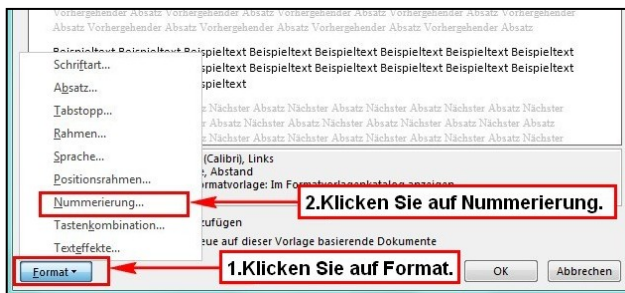 Vorhergehender Absatz Vorhergehender Absatz Vorhergehender Absatz Vorhergehender
Absatz Vorhergehender Absatz Vorhergehender Absatz Vorhergehender Absatz
Beispieltext Beispieltext Beispieltext Beispieltext Beispieltext Beispieltext Beispieltext
Schriftart...
spieltext Beispieltext Beispieltext Beispieltext Beispieltext Beispieltext
Absatz...
spieltext
Tabstopp...
z Nächster Absatz Nächster Absatz Nächster Absatz Nächster
Rahmen...
r Absatz Nächster Absatz Nächster Absatz Nächster Absatz
z Nächster Absatz Nächster Absatz Nächster Absatz Nächster
Sprache...
(Calibri), Links
e, Abstand
Positionsrahmen...
ormatvorlage: Im Formatvorlagenkatalog anzeigen
Nummerierung...
2.Klicken Sie auf Nummerierung.
Tastenkombination...
zufügen
Texteffekte...
eue auf dieser Vorlage basierende Dokumente
Format
1.Klicken Sie auf Format.
OK
Abbrechen